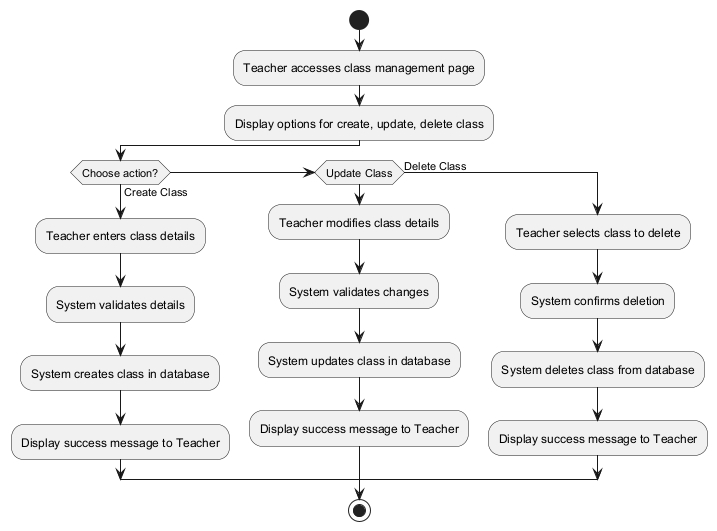 Teacher accesses class management page
Display options for create, update, delete class
Choose action?
Create Class
Teacher enters class details
System validates details
System creates class in database
Display success message to Teacher
Update Class
Teacher modifies class details
System validates changes
System updates class in database
Display success message to Teacher
Delete Class
Teacher selects class to delete
System confirms deletion
System deletes class from database
Display success message to Teacher